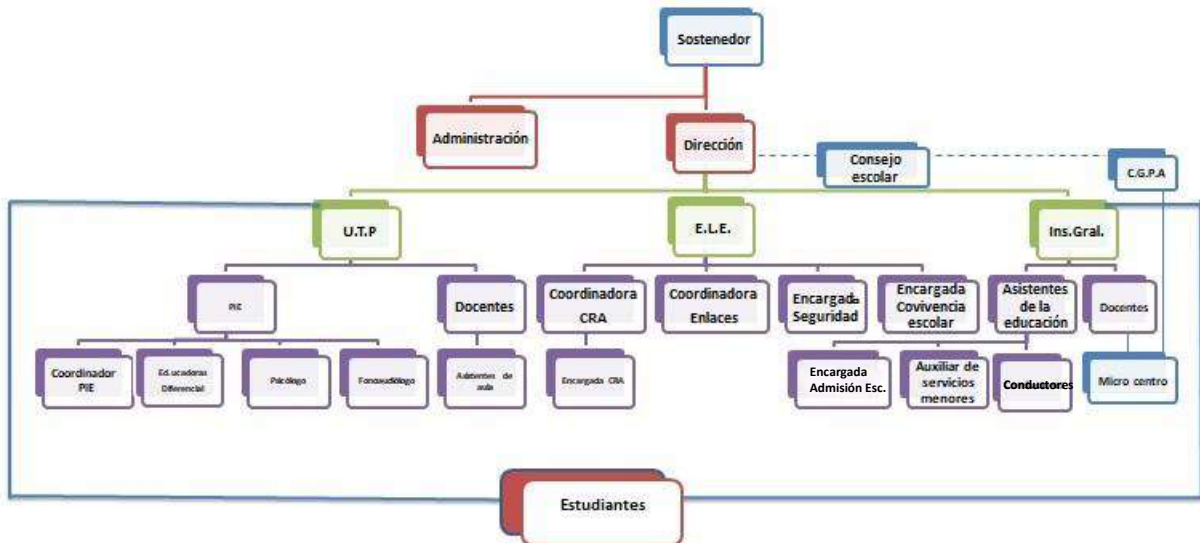 Sostenedor
Administración
Dirección
Consejo
escolar
C.G.P.A
U.T.P
E.L.E.
Ins.Gral.
PIE
Docentes
Coordinadora
CRA
Coordinadora
Enlaces
Encargada
Seguridad
Encargada
Covivencia
escolar
Asistentes
de la
educación
Docentes
Coordinador
PIE
Ed.ucadoras
Diferencial
Psicólogo
Fonoaudiólogo
Asistentes de
aula
Encargada CRA
Encargada
Admisión Esc.
Auxiliar de
servicios
menores
Conductores
Micro centro
Estudiantes